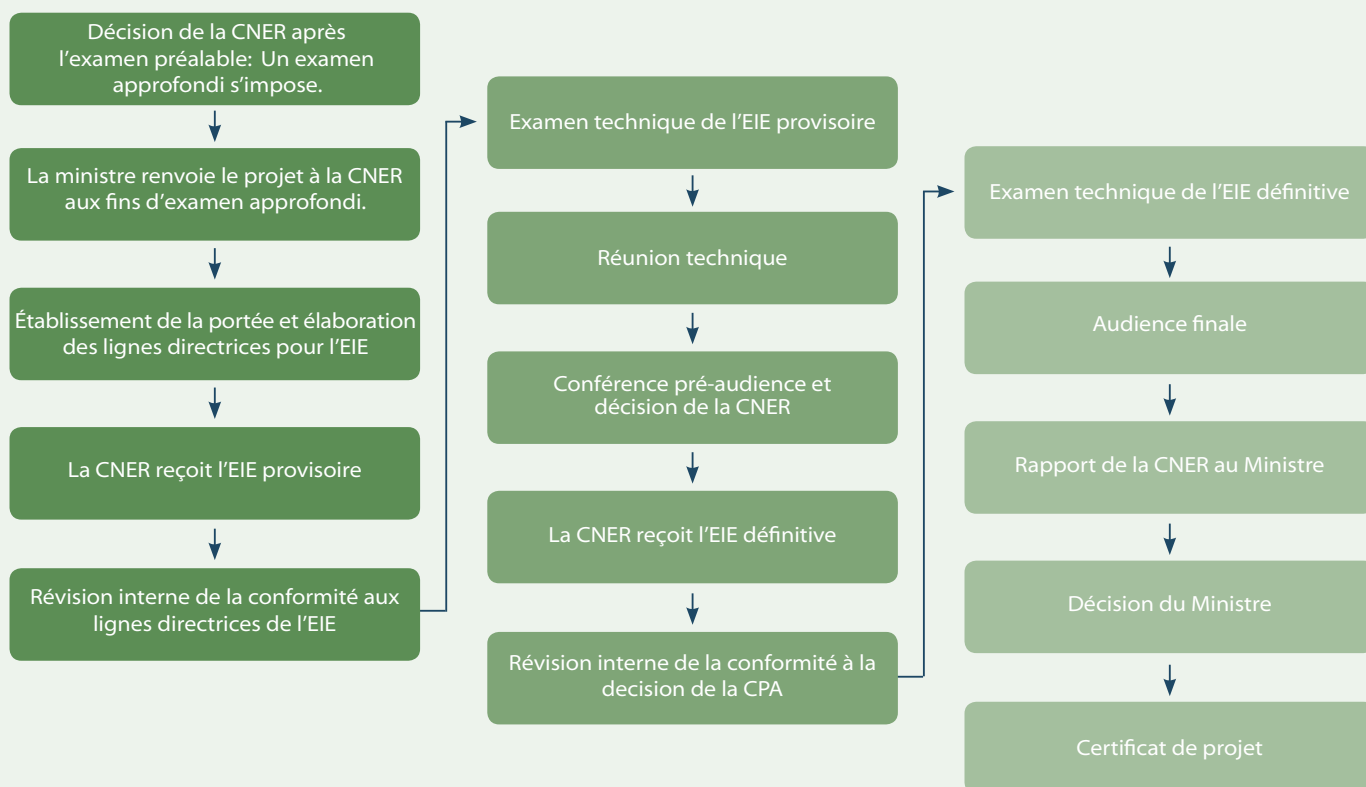 Décision de la CNER après
l'examen préalable: Un examen
approfondi s'impose.
La ministre renvoie le projet à la CNER
aux fins d'examen approfondi.
Établissement de la portée et élaboration
des lignes directrices pour l'EIE
La CNER reçoit l'EIE provisoire
Révision interne de la conformité aux
lignes directrices de l'EIE
Examen technique de l'EIE provisoire
Réunion technique
Conférence pré-audience et
décision de la CNER
La CNER reçoit l'EIE définitive
Révision interne de la conformité à la
decision de la CPA
Examen technique de l'EIE définitive
Audience finale
Rapport de la CNER au Ministre
Décision du Ministre
Certificat de projet